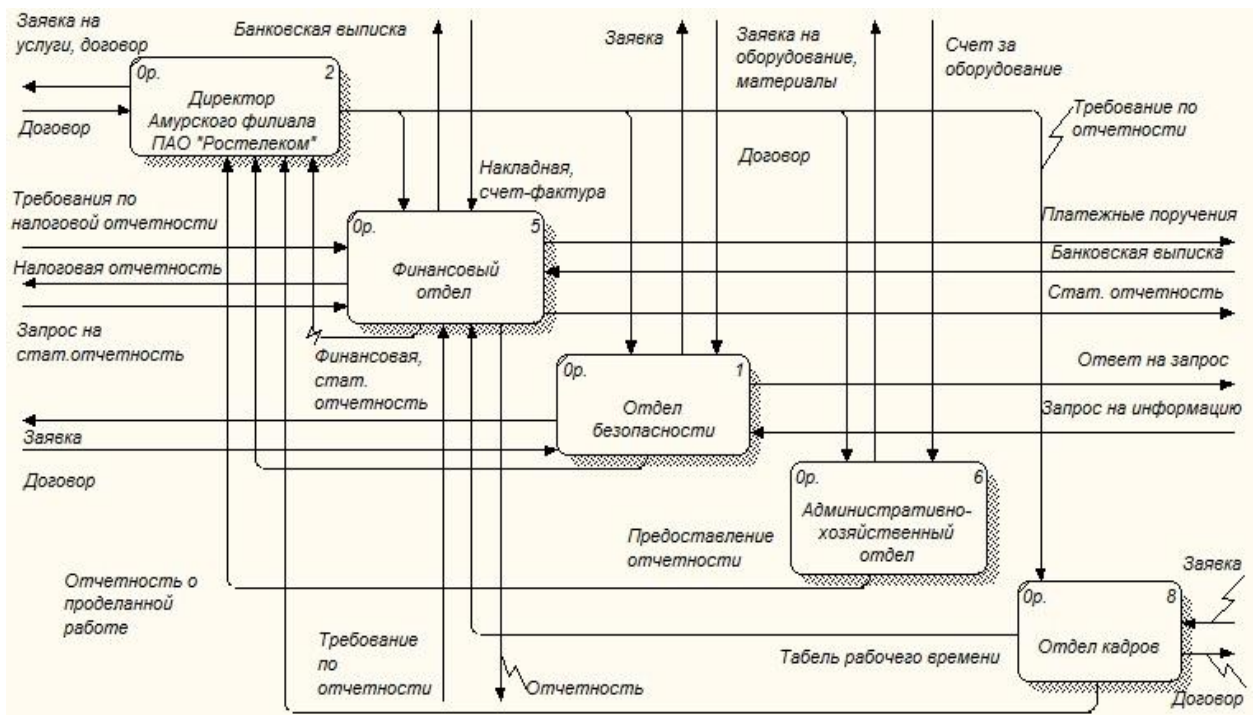 Заявка на
услуги, договор
Банковская выписка
Заявка
Заявка на
оборудование,
материалы
Счет за
оборудование
0р. 2
Директор
Амурского филиала
ПАО "Ростелеком"
Договор
Требование по
отчетности
Накладная,
счет-фактура
Договор
Требования по
налоговой отчетности
0р. 5
Финансовый
отдел
Платежные поручения
Банковская выписка
Налоговая отчетность
Стат. отчетность
Запрос на
стат.отчетность
Финансовая,
стат.
отчетность
0р. 1
Отдел
безопасности
Ответ на запрос
Запрос на информацию
Заявка
Договор
0р. 6
Административно-
хозяйственный
отдел
Предоставление
отчетности
Отчетность о
проделанной
работе
Заявка
0р. 8
Отдел кадров
Требование
по
отчетности
Табель рабочего времени
Отчетность
Договор